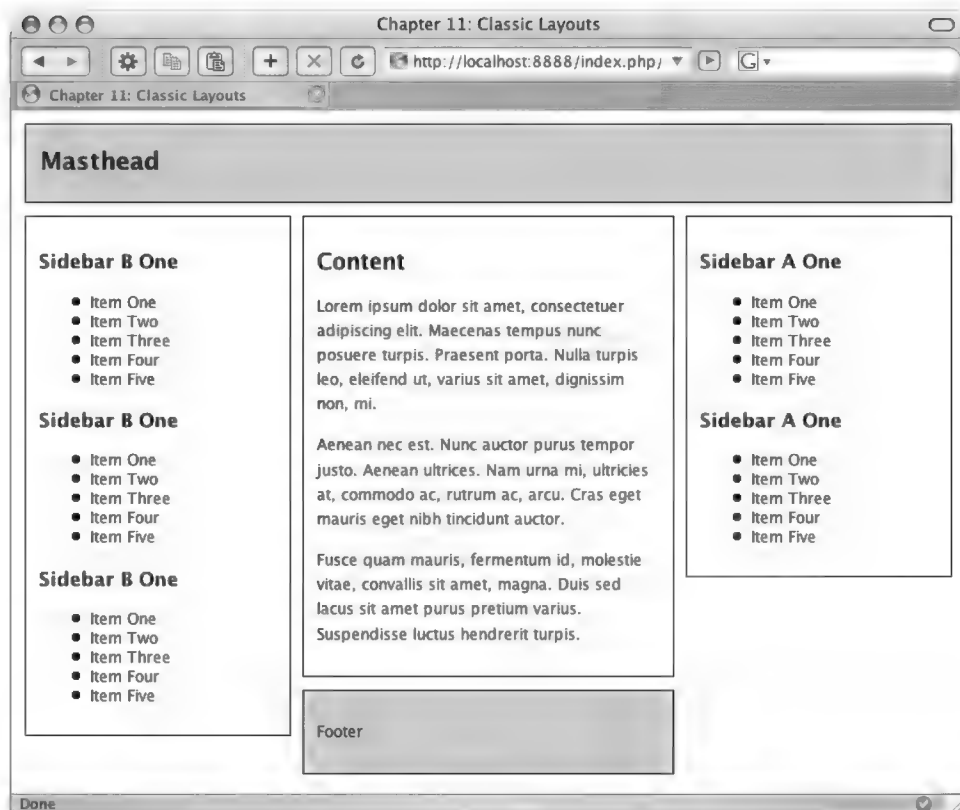 Chapter 11: Classic Layouts
http://localhost:8888/index.php/
G
Chapter 11: Classic Layouts
Masthead
Sidebar B One
Item One
Item Two
Item Three
Item Four
Item Five
Sidebar B One
Item One
Item Two
Item Three
Item Four
Item Five
Sidebar B One
Item One
Item Two
Item Three
Item Four
Item Five
Content
Lorem ipsum dolor sit amet, consectetuer
adipiscing elit. Maecenas tempus nunc
posuere turpis. Praesent porta. Nulla turpis
leo, eleifend ut, varius sit amet, dignissim
non, mi.
Aenean nec est. Nunc auctor purus tempor
justo. Aenean ultrices. Nam urna mi, ultricies
at, commodo ac, rutrum ac, arcu. Cras eget
mauris eget nibh tincidunt auctor.
Fusce quam mauris, fermentum id, molestie
vitae, convallis sit amet, magna. Duis sed
lacus sit amet purus pretium varius.
Suspendisse luctus hendrerit turpis.
Sidebar A One
Item One
Item Two
Item Three
Item Four
Item Five
Sidebar A One
Item One
Item Two
Item Three
Item Four
Item Five
Footer
Done